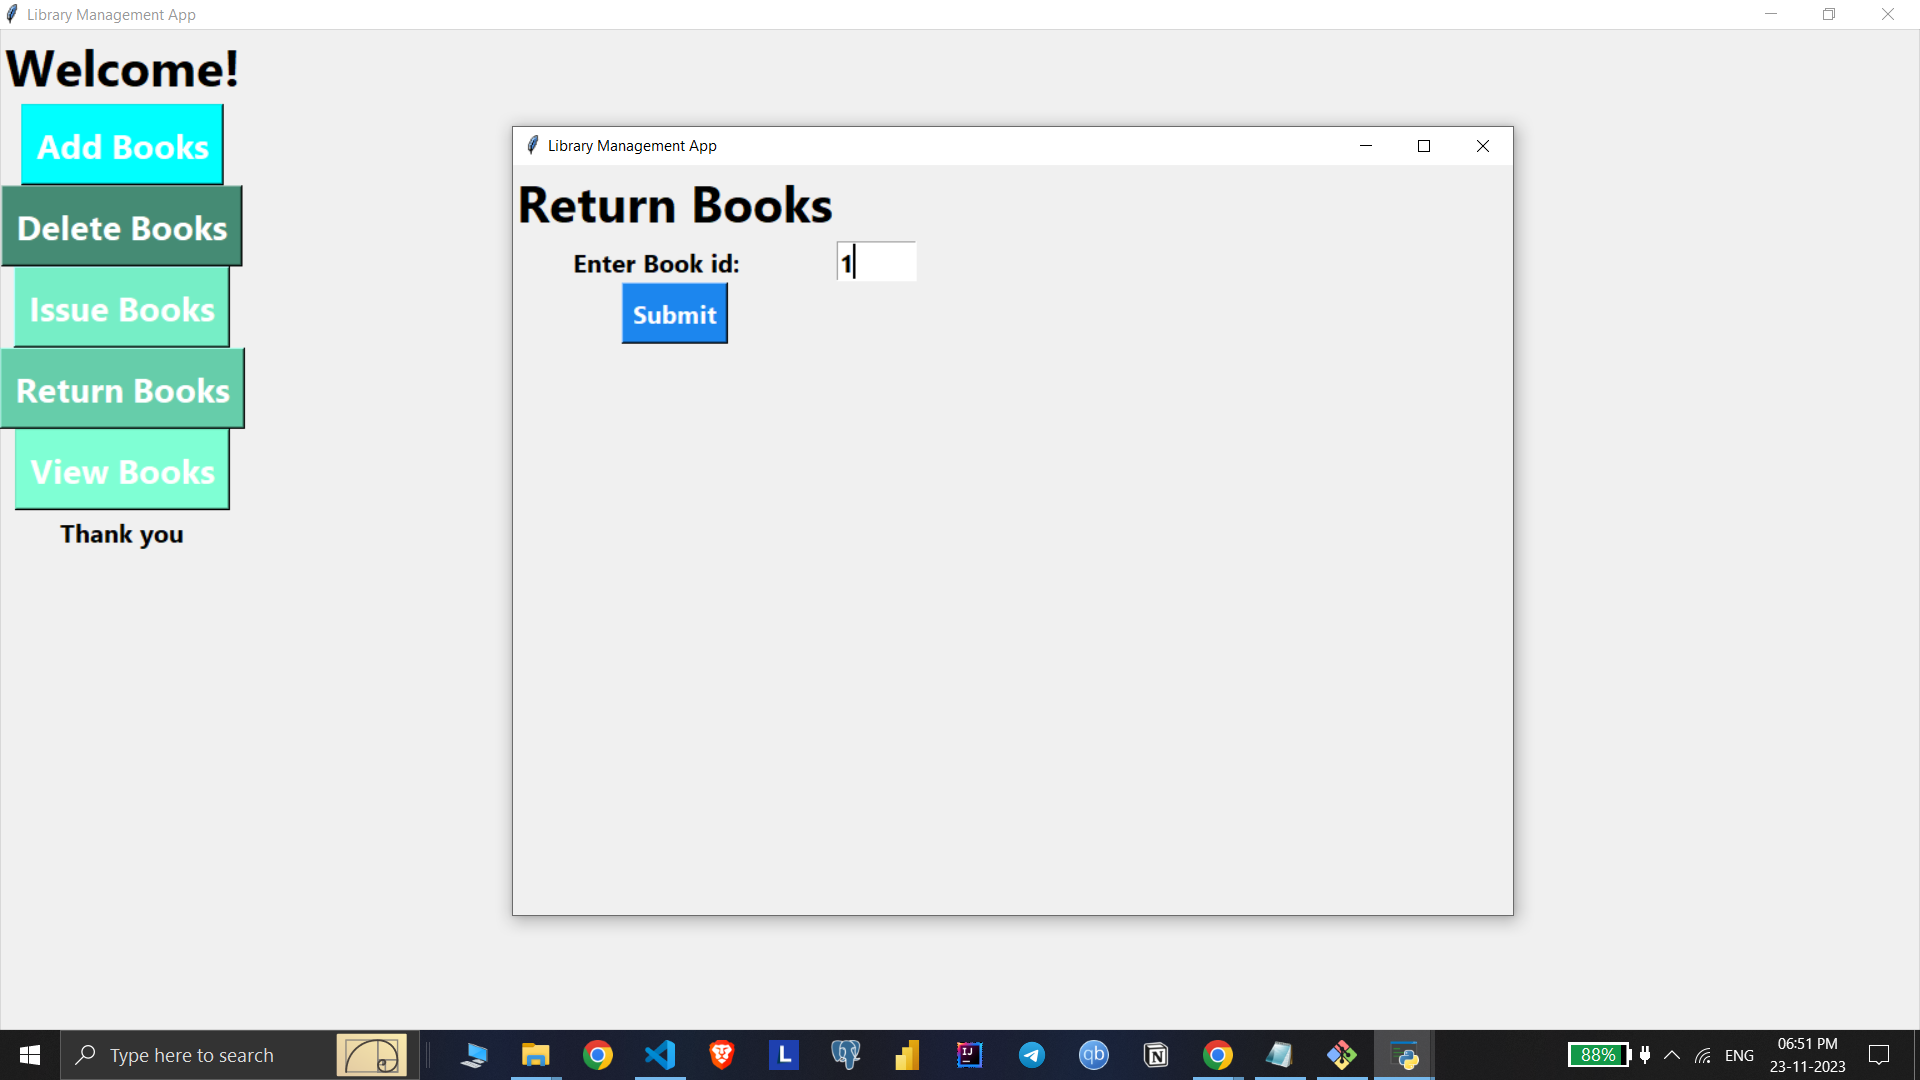 Library Management App
Welcome!
Add Books
Delete Books
Issue Books
Return Books
View Books
Thank you
Library Management App
Return Books
Enter Book id: 1
Submit
Type here to search
L
IJ
qb
N
88%
ENG
06:51 PM
23-11-2023